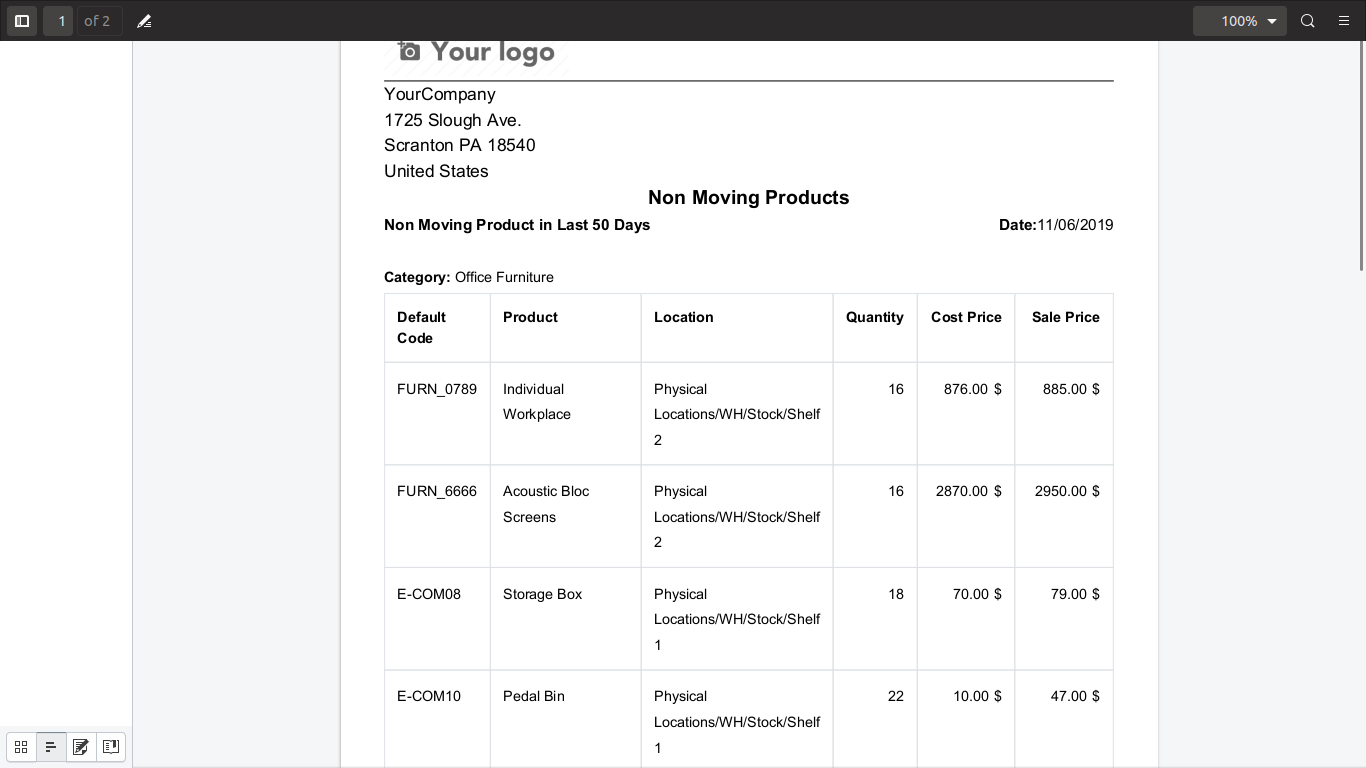 1 of 2 100%
Your logo
YourCompany
1725 Slough Ave.
Scranton PA 18540
United States
Non Moving Products
Non Moving Product in Last 50 Days Date:11/06/2019
Category: Office Furniture
Default Product Location Quantity Cost Price Sale Price
Code
FURN_0789 Individual Physical 16 876.00 $ 885.00 $
Workplace Locations/WH/Stock/Shelf
2
FURN_6666 Acoustic Bloc Physical 16 2870.00 $ 2950.00 $
Screens Locations/WH/Stock/Shelf
2
E-COM08 Storage Box Physical 18 70.00 $ 79.00 $
Locations/WH/Stock/Shelf
1
E-COM10 Pedal Bin Physical 22 10.00 $ 47.00 $
Locations/WH/Stock/Shelf
1